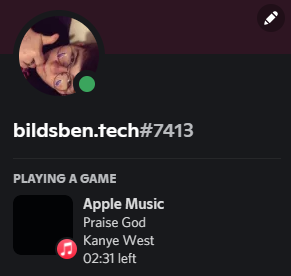 bildsben.tech#7413
PLAYING A GAME
Apple Music
Praise God
Kanye West
02:31 left